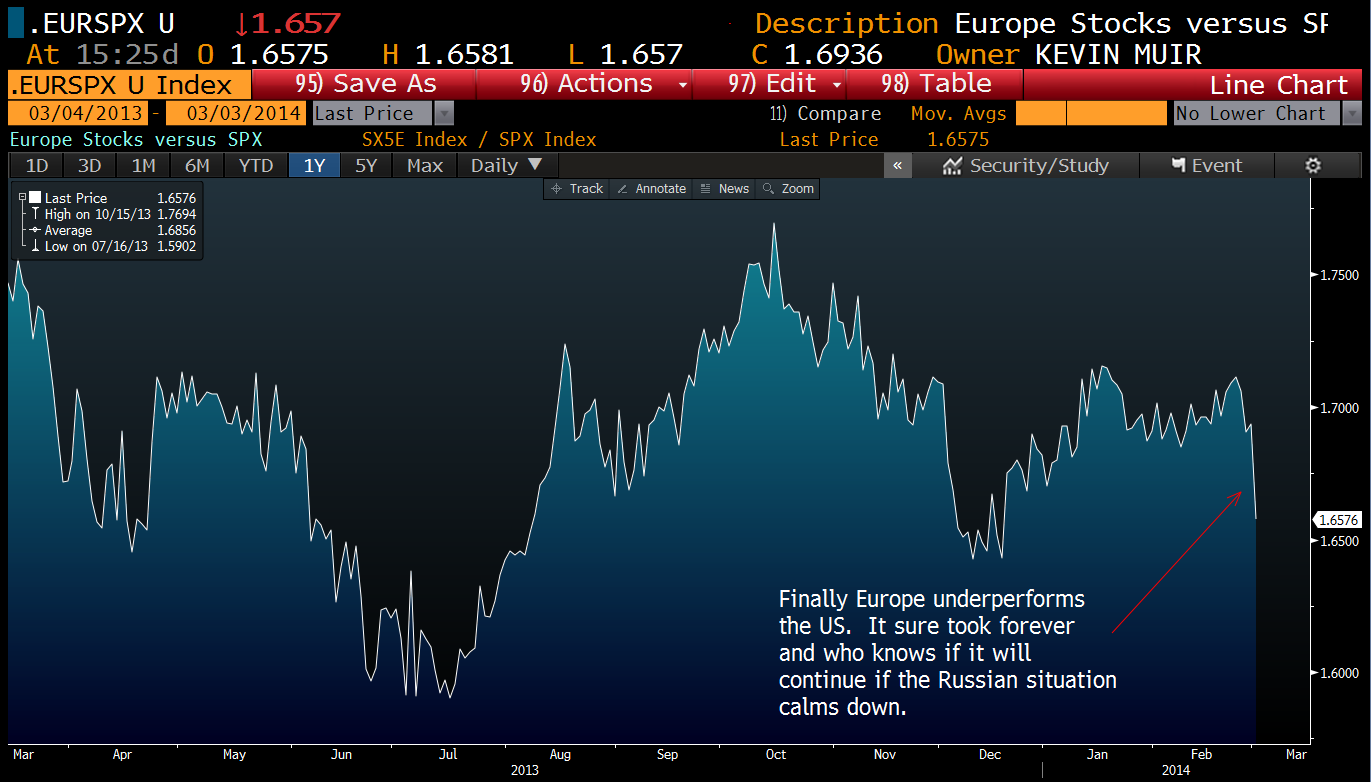 .EURSPX U ↓1.657 Description Europe Stocks versus SP
At 15:25d O 1.6575 H 1.6581 L 1.657 C 1.6936 Owner KEVIN MUIR
.EURSPX U Index 95) Save As 96) Actions 97) Edit 98) Table Line Chart
03/04/2013 - 03/03/2014 Last Price 11) Compare Mov. Avgs No Lower Chart
Europe Stocks versus SPX SX5E Index / SPX Index Last Price 1.6575
1D 3D 1M 6M YTD 1Y 5Y Max Daily ▼ « Security/Study Event
Track Annotate News Zoom
Last Price 1.6576
High on 10/15/13 1.7694
Average 1.6856
Low on 07/16/13 1.5902
1.7500
1.7000
1.6576
1.6500
1.6000
Finally Europe underperforms
the US. It sure took forever
and who knows if it will
continue if the Russian situation
calms down.
Mar Apr May Jun Jul Aug Sep Oct Nov Dec Jan Feb Mar
2013 2014